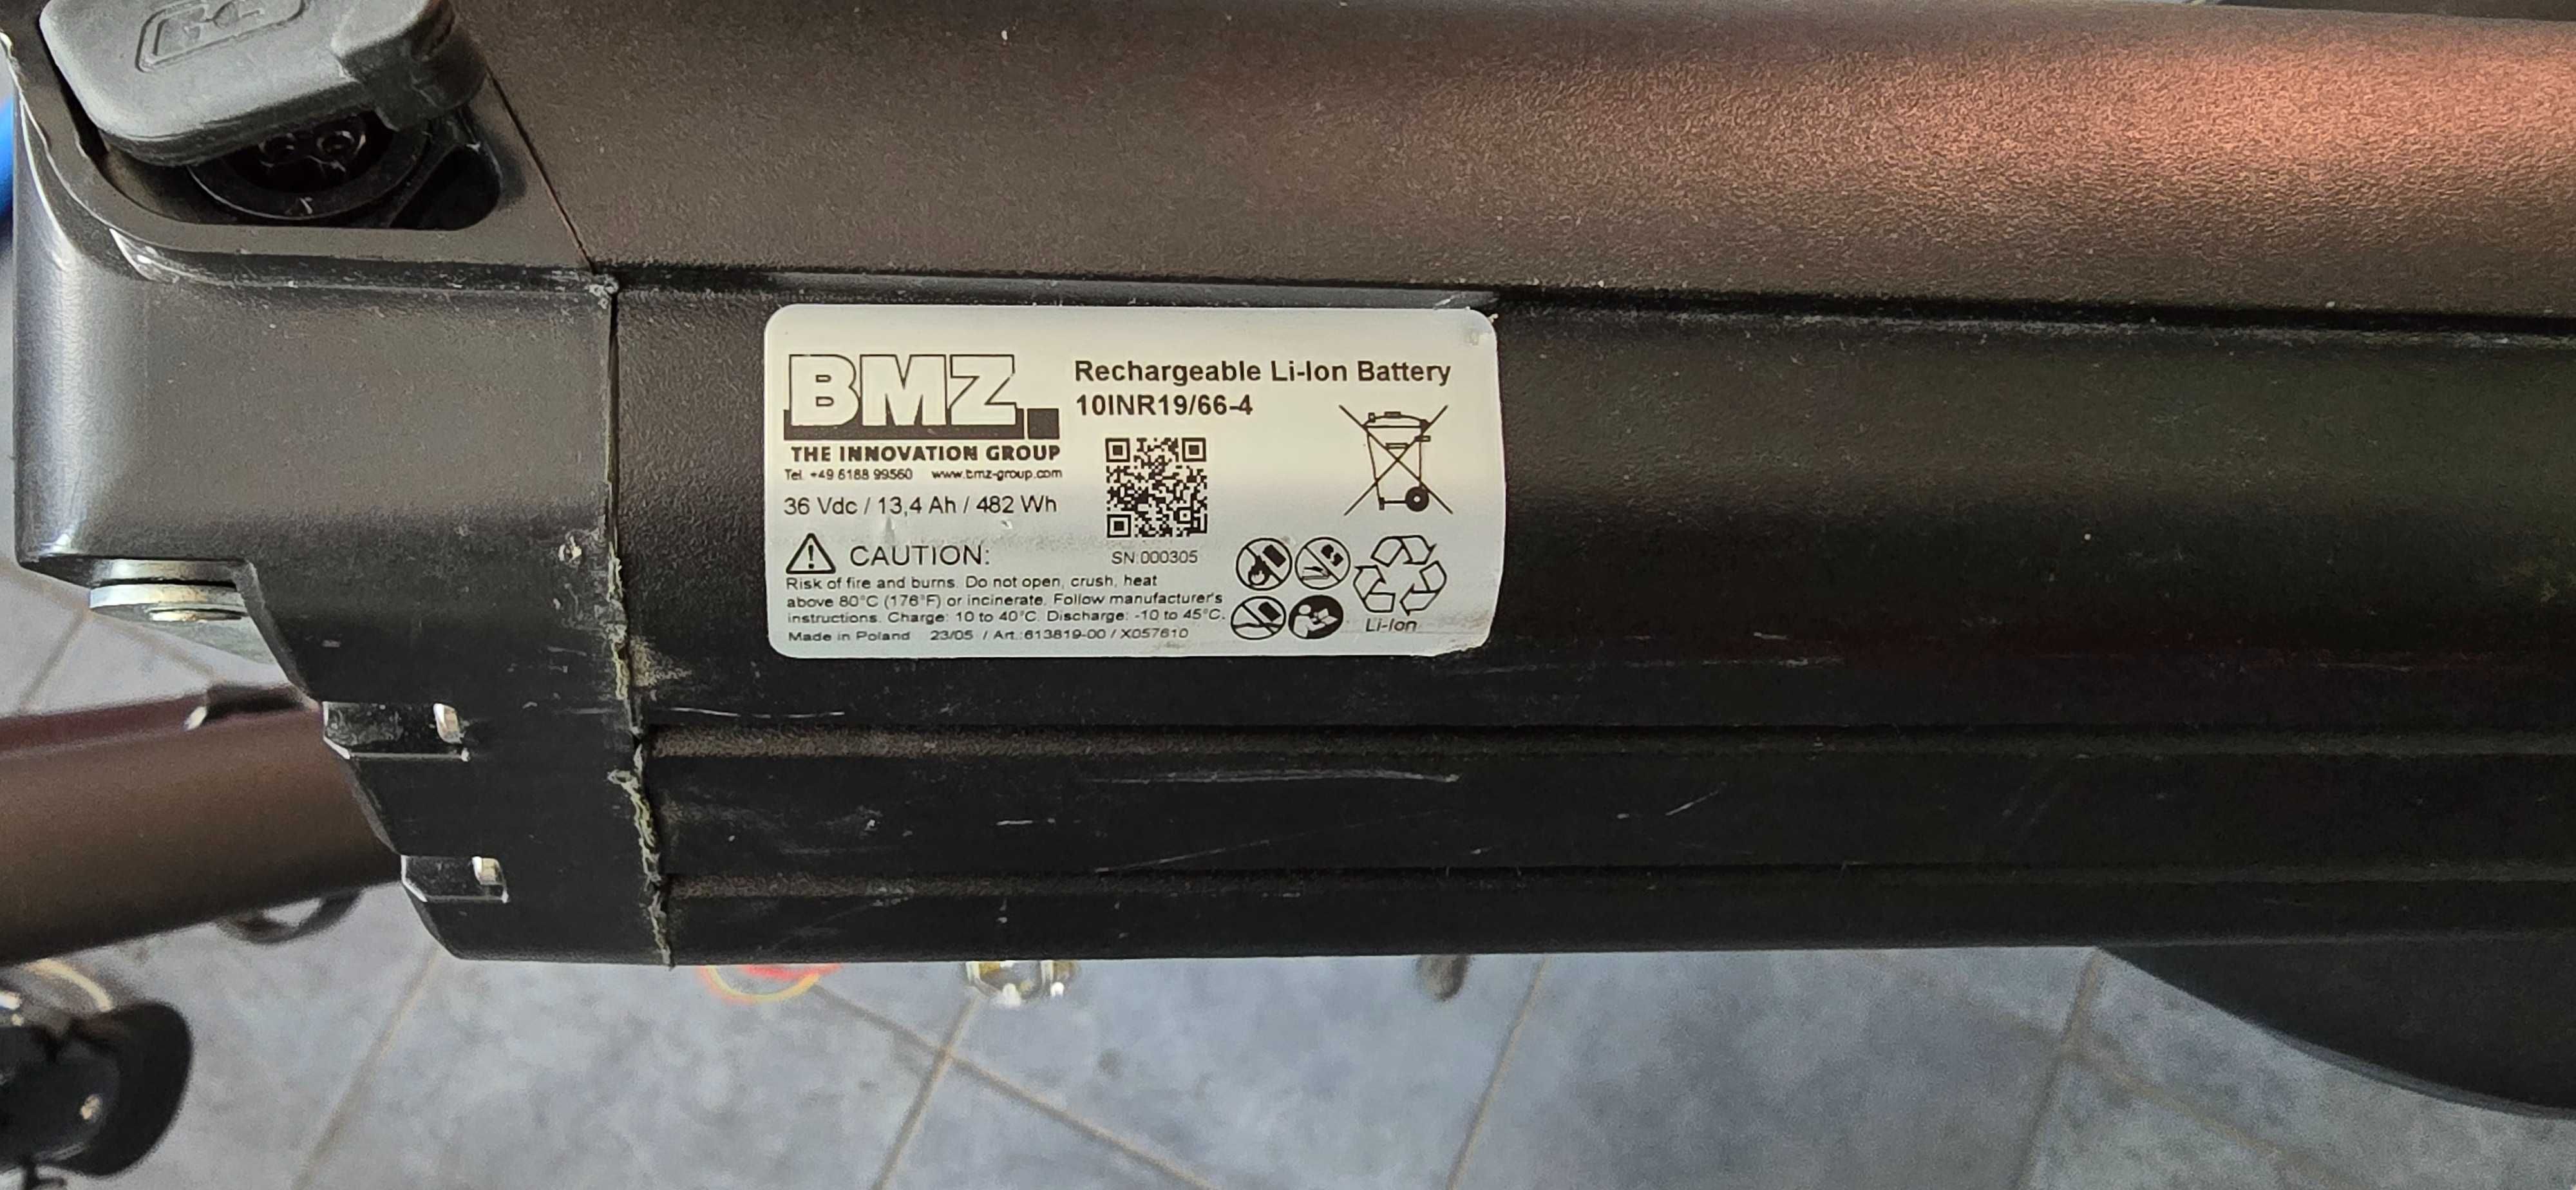 BMZ
THE INNOVATION GROUP
Tel. +49 6188 99560 www.bmz-group.com
36 Vdc / 13,4 Ah / 482 Wh
Rechargeable Li-Ion Battery
10INR19/66-4
SN:000305
CAUTION:
Risk of fire and burns. Do not open, crush, heat
above 80°C (176°F) or incinerate. Follow manufacturer's
instructions. Charge: 10 to 40°C. Discharge: -10 to 45°C.
Made in Poland 23/05 / Art.:613819-00 / X057610
Li-Ion